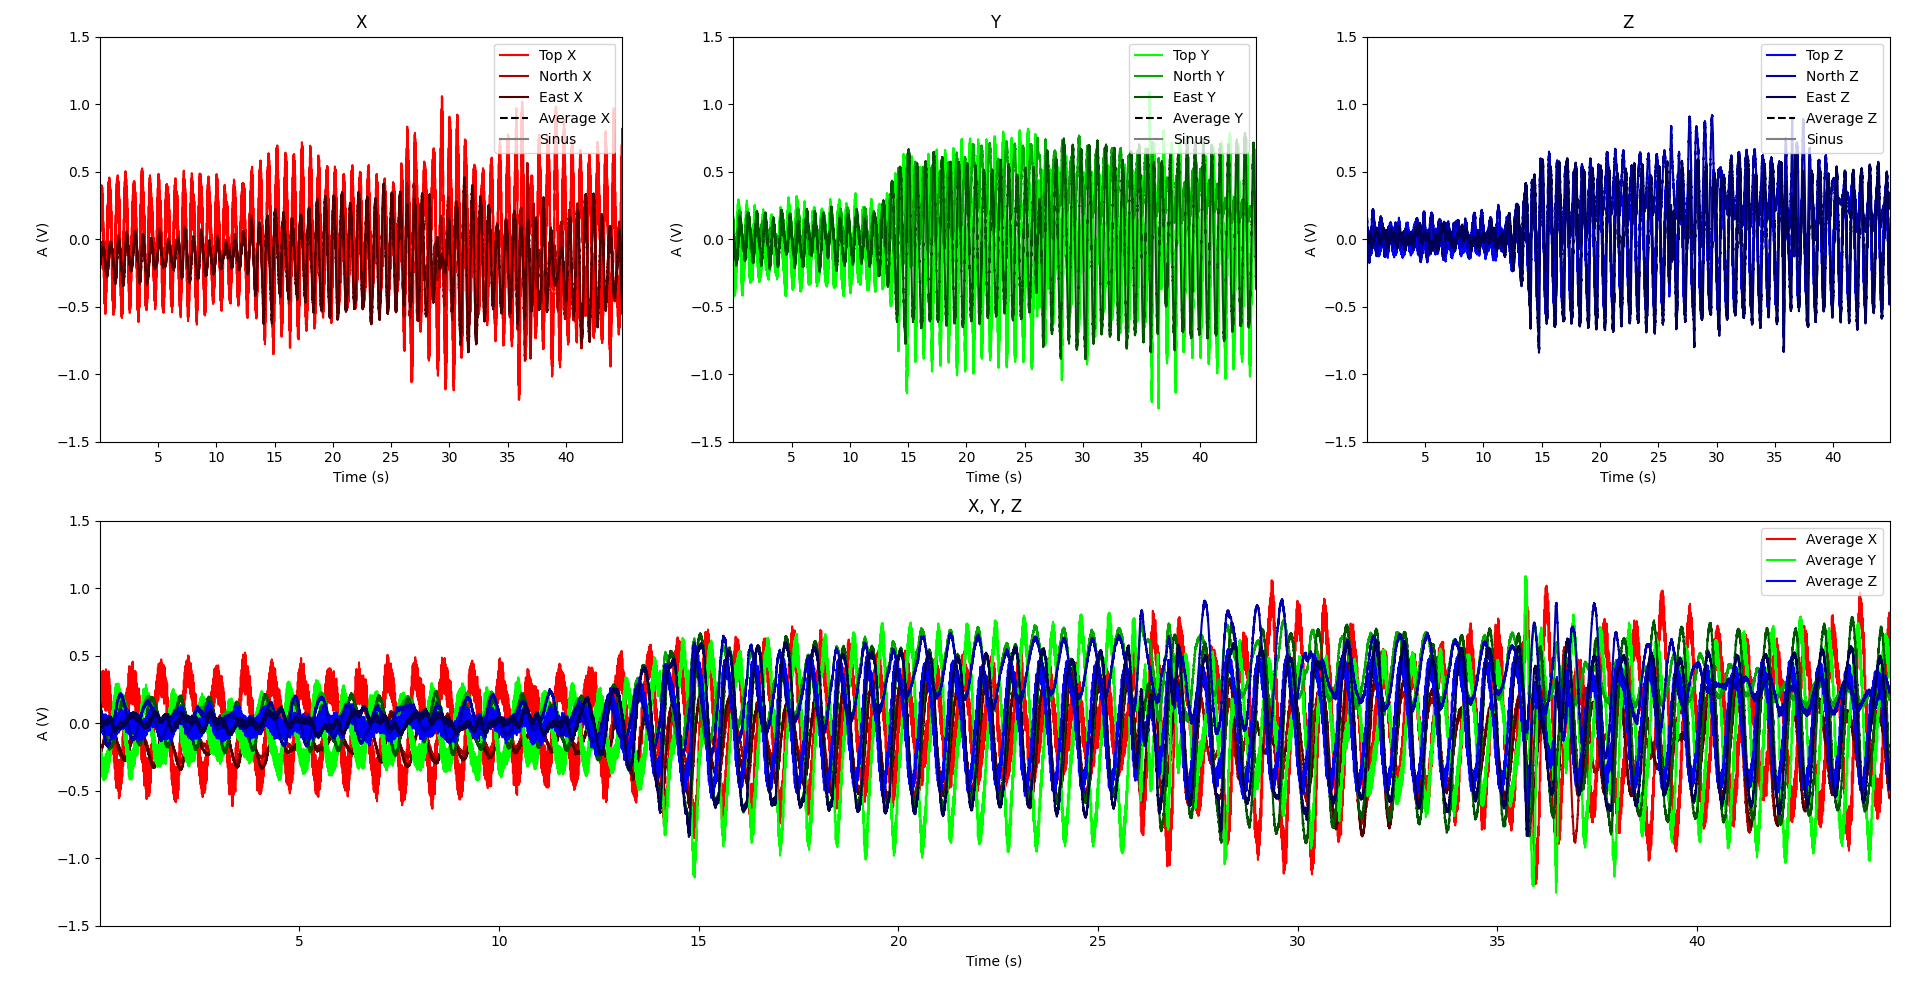 X
Y
Z
1.5
1.0
0.5
0.0
−0.5
−1.0
−1.5
A (V)
5 10 15 20 25 30 35 40
Time (s)
Top X
North X
East X
Average X
Sinus
1.5
1.0
0.5
0.0
−0.5
−1.0
−1.5
A (V)
5 10 15 20 25 30 35 40
Time (s)
Top Y
North Y
East Y
Average Y
Sinus
1.5
1.0
0.5
0.0
−0.5
−1.0
−1.5
A (V)
5 10 15 20 25 30 35 40
Time (s)
Top Z
North Z
East Z
Average Z
Sinus
X, Y, Z
1.5
1.0
0.5
0.0
−0.5
−1.0
−1.5
A (V)
5 10 15 20 25 30 35 40
Time (s)
Average X
Average Y
Average Z